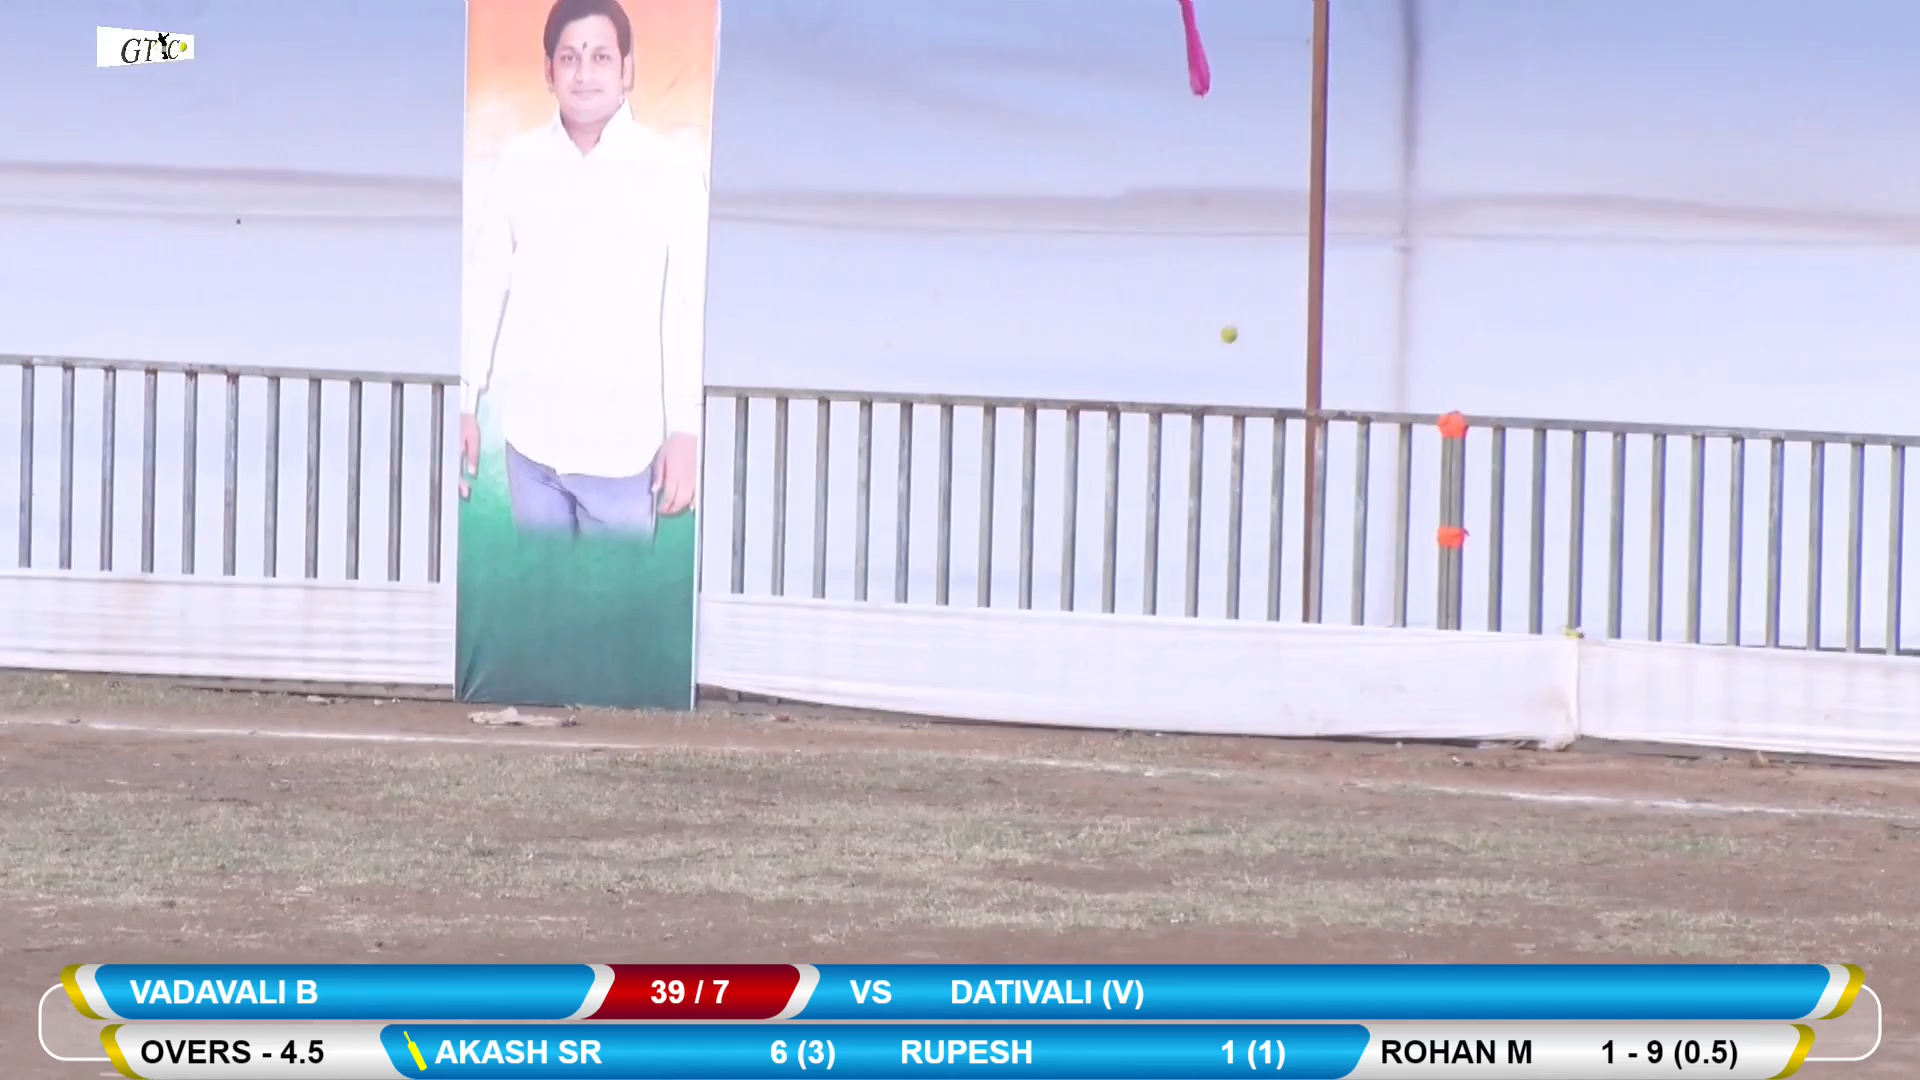 GTC
VADAVALI B 39 / 7 VS DATIVALI (V)
OVERS - 4.5 AKASH SR 6 (3) RUPESH 1 (1) ROHAN M 1 - 9 (0.5)